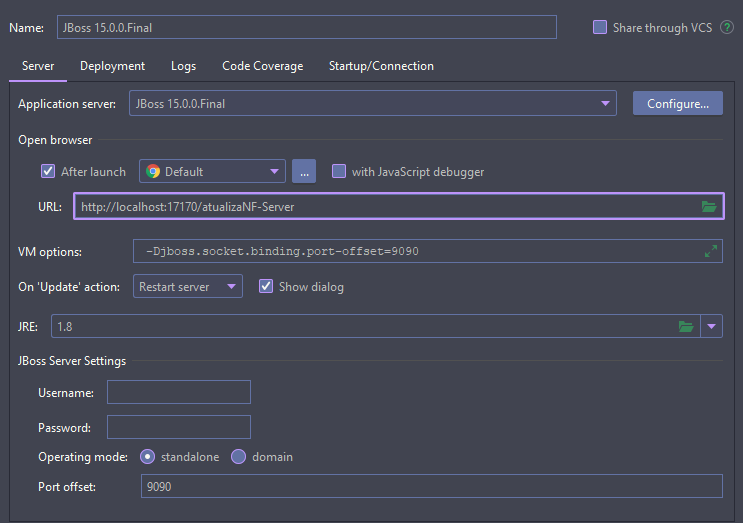 Name: JBoss 15.0.0.Final Share through VCS ?
Server Deployment Logs Code Coverage Startup/Connection
Application server: JBoss 15.0.0.Final Configure...
Open browser
After launch Default ... with JavaScript debugger
URL: http://localhost:17170/atualizaNF-Server
VM options: -Djboss.socket.binding.port-offset=9090
On 'Update' action: Restart server Show dialog
JRE: 1.8
JBoss Server Settings
Username:
Password:
Operating mode: standalone domain
Port offset: 9090